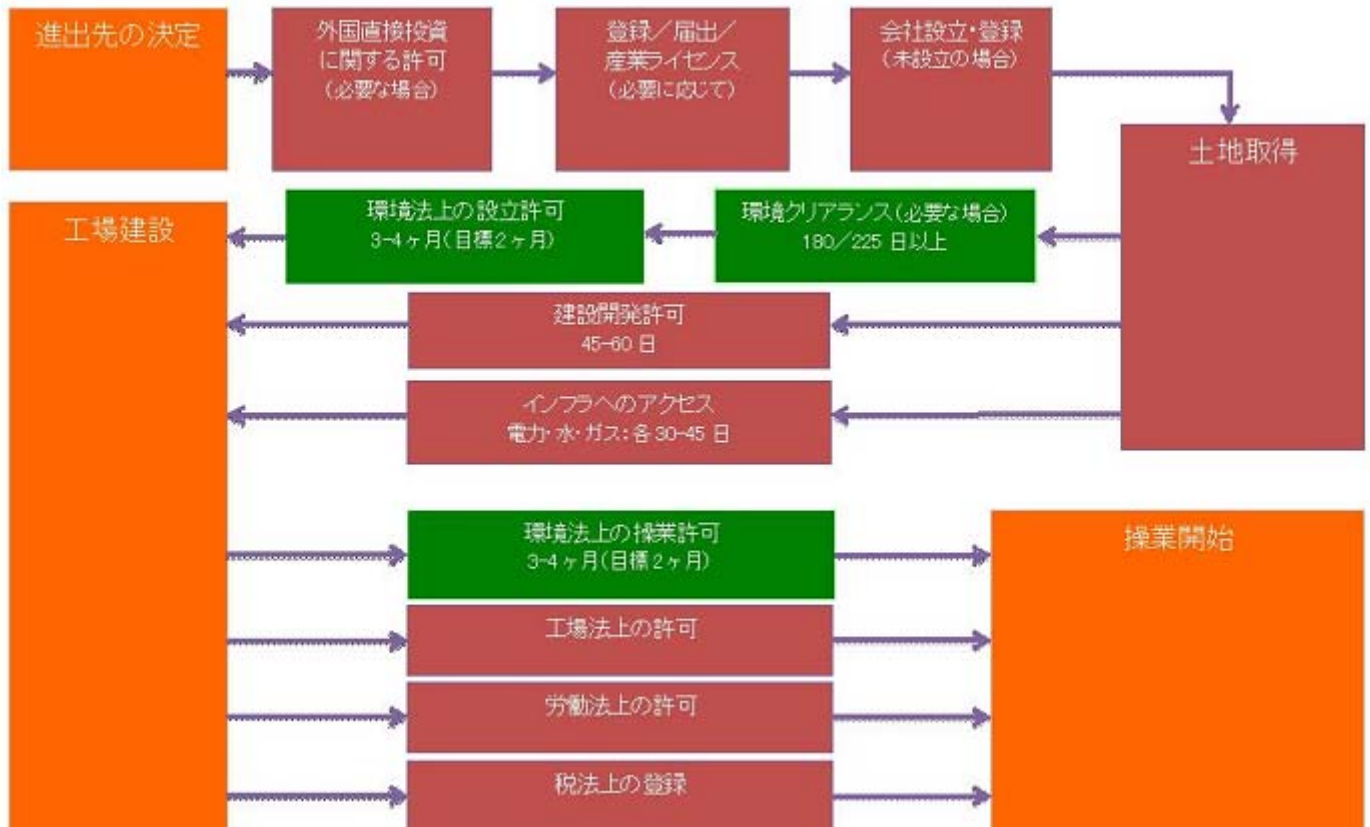 進出先の決定
外国直接投資
に関する許可
(必要な場合)
登録／届出／
産業ライセンス
(必要に応じて)
会社設立・登録
(未設立の場合)
土地取得
環境クリアランス(必要な場合)
180／225 日以上
環境法上の設立許可
3-4ヶ月(目標2ヶ月)
工場建設
建設開発許可
45-60 日
インフラへのアクセス
電力・水・ガス：各30-45 日
環境法上の操業許可
3-4ヶ月(目標2ヶ月)
操業開始
工場法上の許可
労働法上の許可
税法上の登録